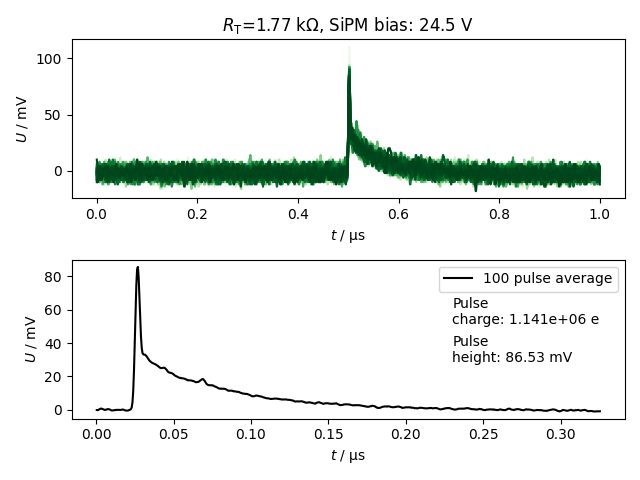 R_T=1.77 kΩ, SiPM bias: 24.5 V
100
50
0
U / mV
0.0 0.2 0.4 0.6 0.8 1.0
t / μs
80
60
40
20
0
U / mV
100 pulse average
Pulse
charge: 1.141e+06 e
Pulse
height: 86.53 mV
0.00 0.05 0.10 0.15 0.20 0.25 0.30
t / μs